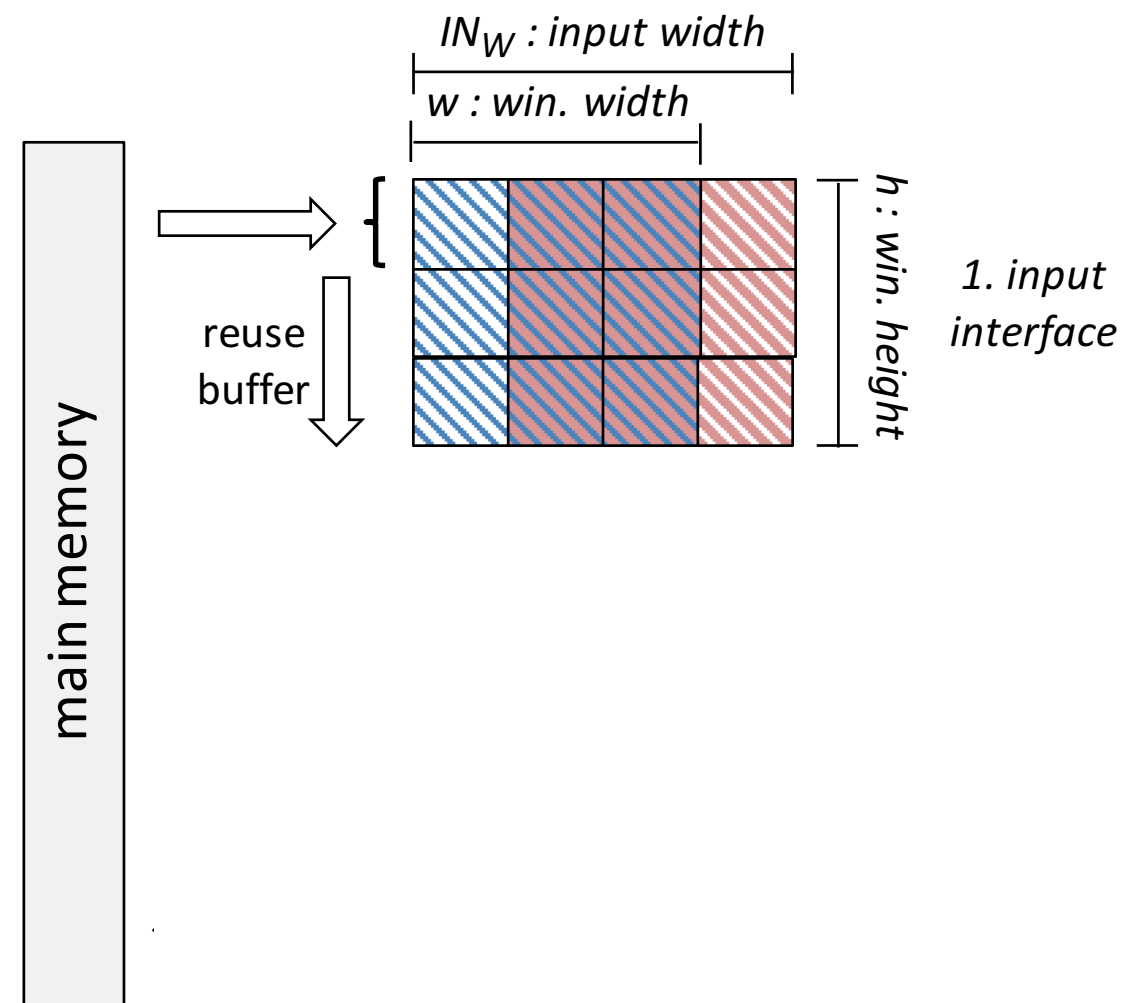 IN_W : input width
w : win. width
h : win. height
1. input
interface
reuse
buffer
main memory